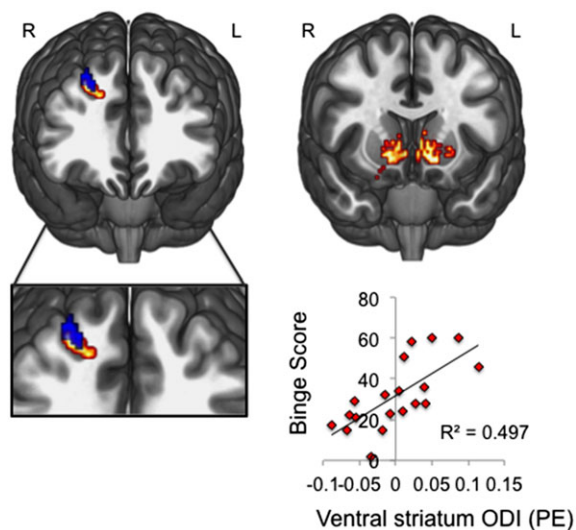 R L R L
80
60
40
20
0
Binge Score
R² = 0.497
-0.1 -0.05 0 0.05 0.1 0.15
Ventral striatum ODI (PE)